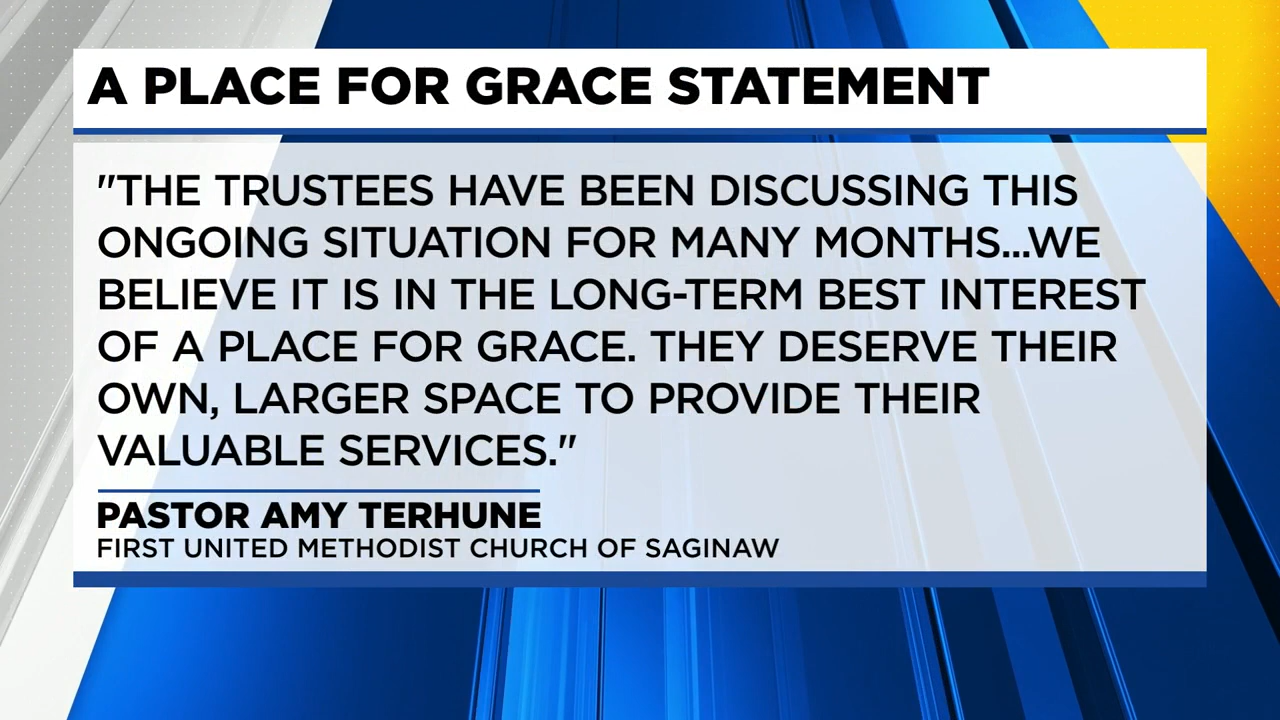 A PLACE FOR GRACE STATEMENT
"THE TRUSTEES HAVE BEEN DISCUSSING THIS
ONGOING SITUATION FOR MANY MONTHS...WE
BELIEVE IT IS IN THE LONG-TERM BEST INTEREST
OF A PLACE FOR GRACE. THEY DESERVE THEIR
OWN, LARGER SPACE TO PROVIDE THEIR
VALUABLE SERVICES."
PASTOR AMY TERHUNE
FIRST UNITED METHODIST CHURCH OF SAGINAW